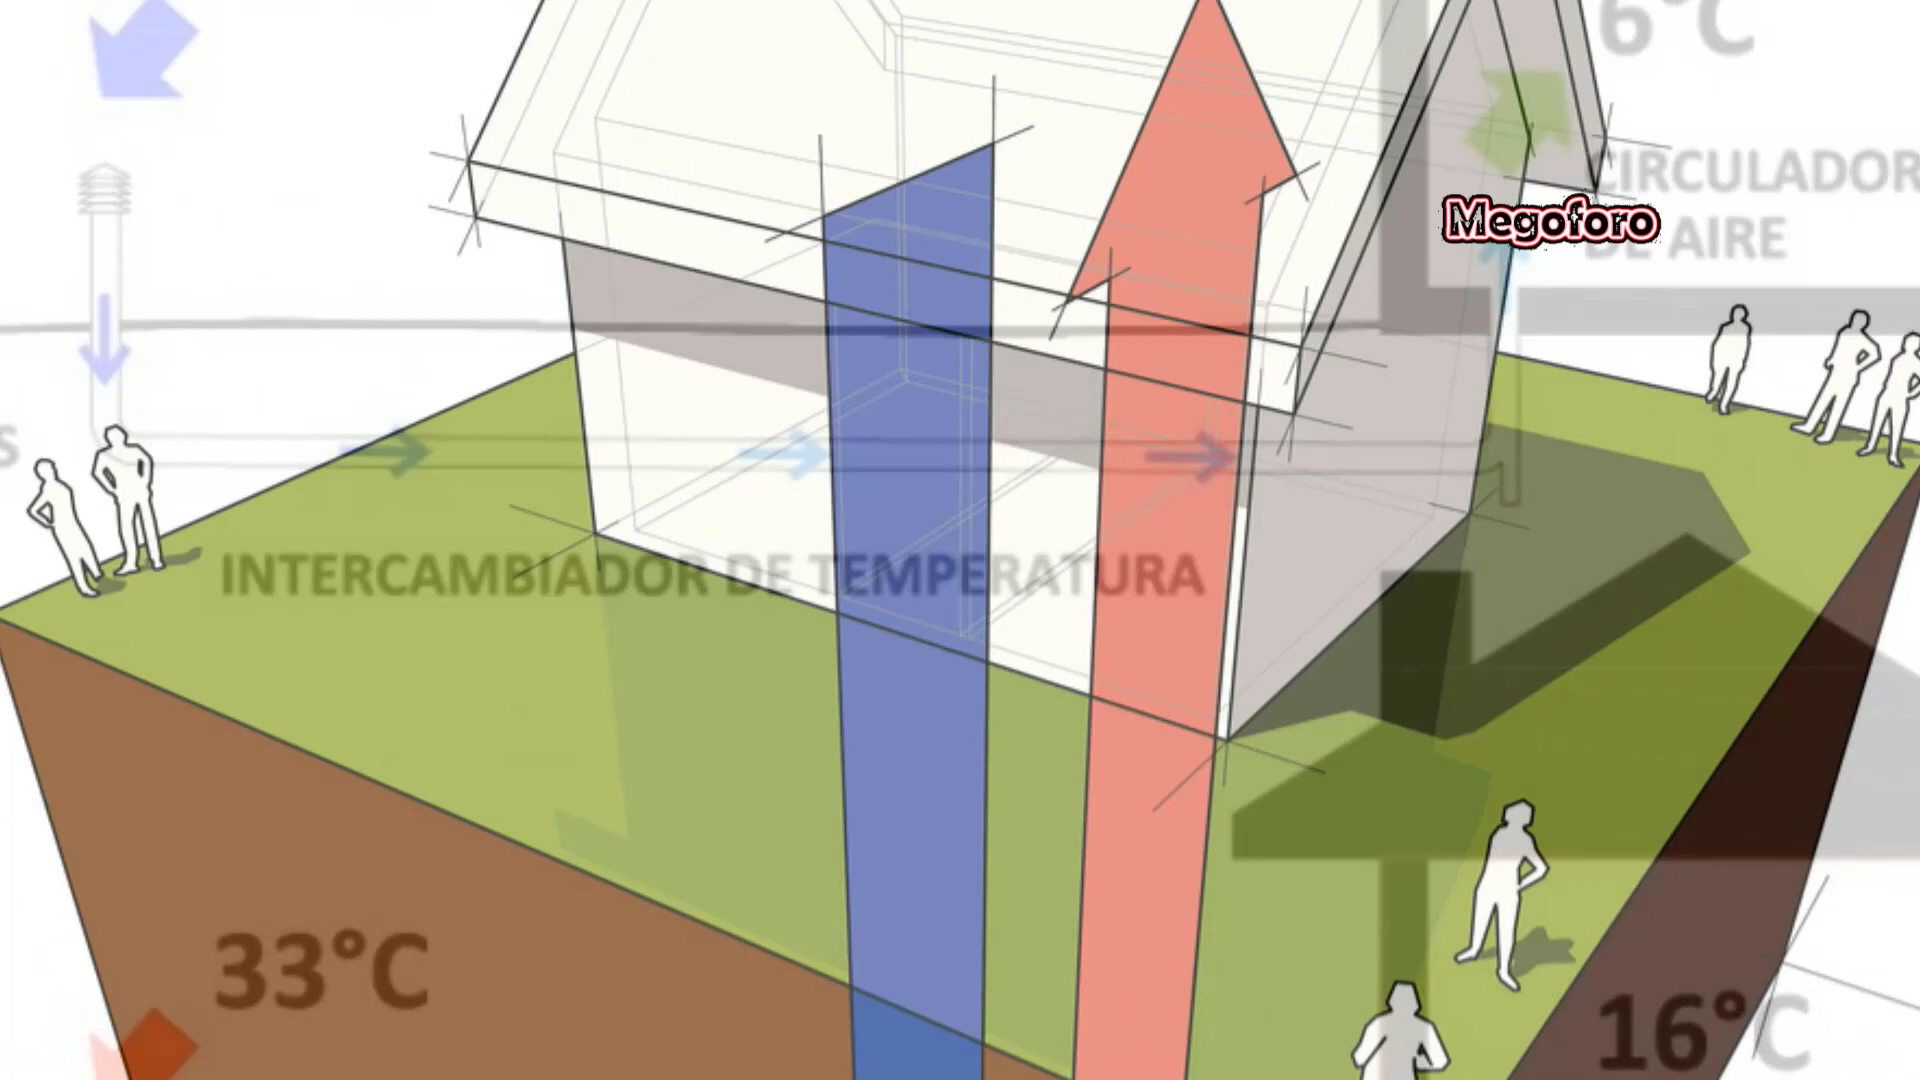 6°C
CIRCULADOR
DE AIRE
Megoforo
S
INTERCAMBIADOR DE TEMPERATURA
33°C
16°C